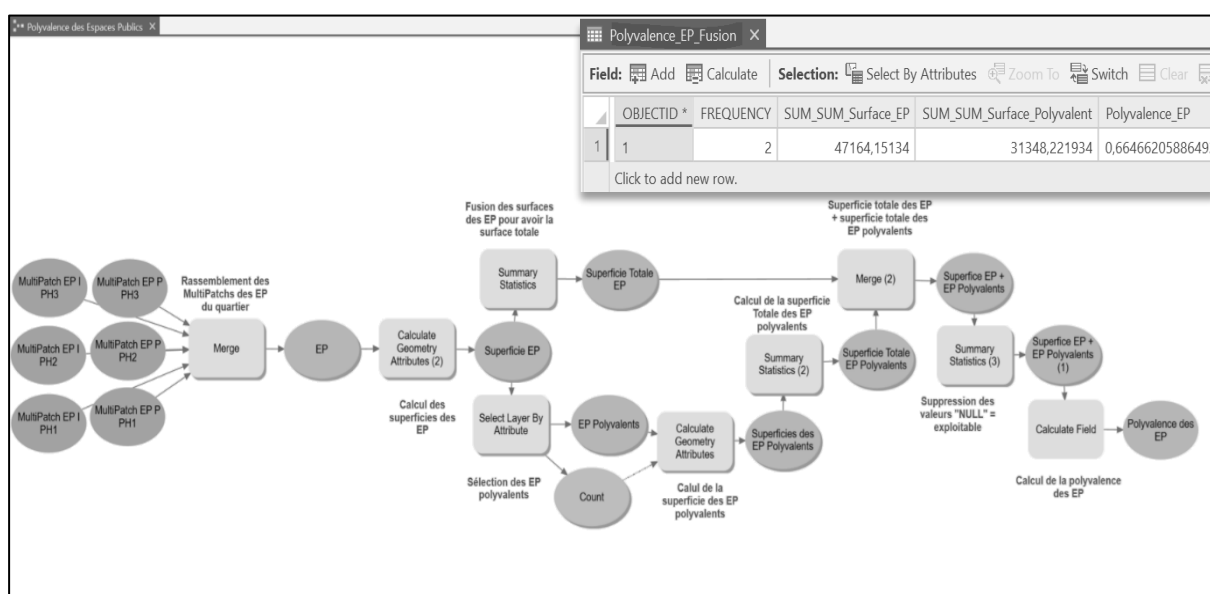 Polyvalence des Espaces Publics ×
Polyvalence_EP_Fusion ×
Field: Add Calculate Selection: Select By Attributes Zoom To Switch Clear
OBJECTID * FREQUENCY SUM_SUM_Surface_EP SUM_SUM_Surface_Polyvalent Polyvalence_EP
1 1 2 47164,15134 31348,221934 0,6646620588649
Click to add new row.
Fusion des surfaces
des EP pour avoir la
surface totale
Superficie totale des EP
+ superficie totale des
EP polyvalents
MultiPatch EP I
PH3
MultiPatch EP P
PH3
Rassemblement des
MultiPatchs des EP
du quartier
Summary
Statistics
Superficie Totale
EP
Merge (2)
Superfice EP +
EP Polyvalents
Calcul de la superficie
Totale des EP
polyvalents
MultiPatch EP I
PH2
MultiPatch EP P
PH2
Merge
EP
Calculate
Geometry
Attributes (2)
Superficie EP
Summary
Statistics (2)
Superficie Totale
EP Polyvalents
Summary
Statistics (3)
Superfice EP +
EP Polyvalents
(1)
MultiPatch EP I
PH1
MultiPatch EP P
PH1
Calcul des
superficies des
EP
Select Layer By
Attribute
EP Polyvalents
Calculate
Geometry
Attributes
Superficies des
EP Polyvalents
Suppression des
valeurs "NULL" =
exploitable
Calculate Field
Polyvalence des
EP
Sélection des EP
polyvalents
Count
Calul de la
superficie des EP
polyvalents
Calcul de la polyvalence
des EP